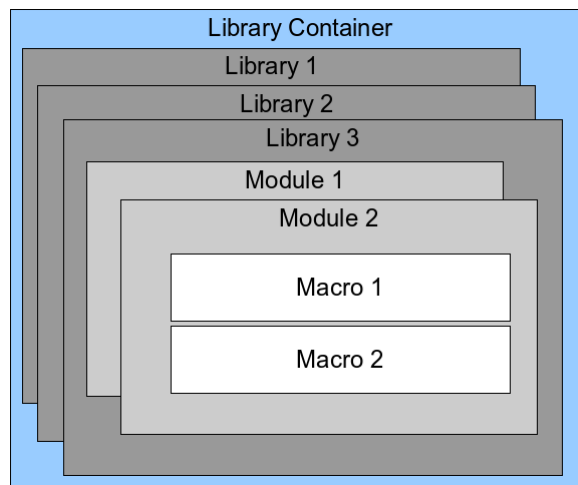 Library Container
Library 1
Library 2
Library 3
Module 1
Module 2
Macro 1
Macro 2